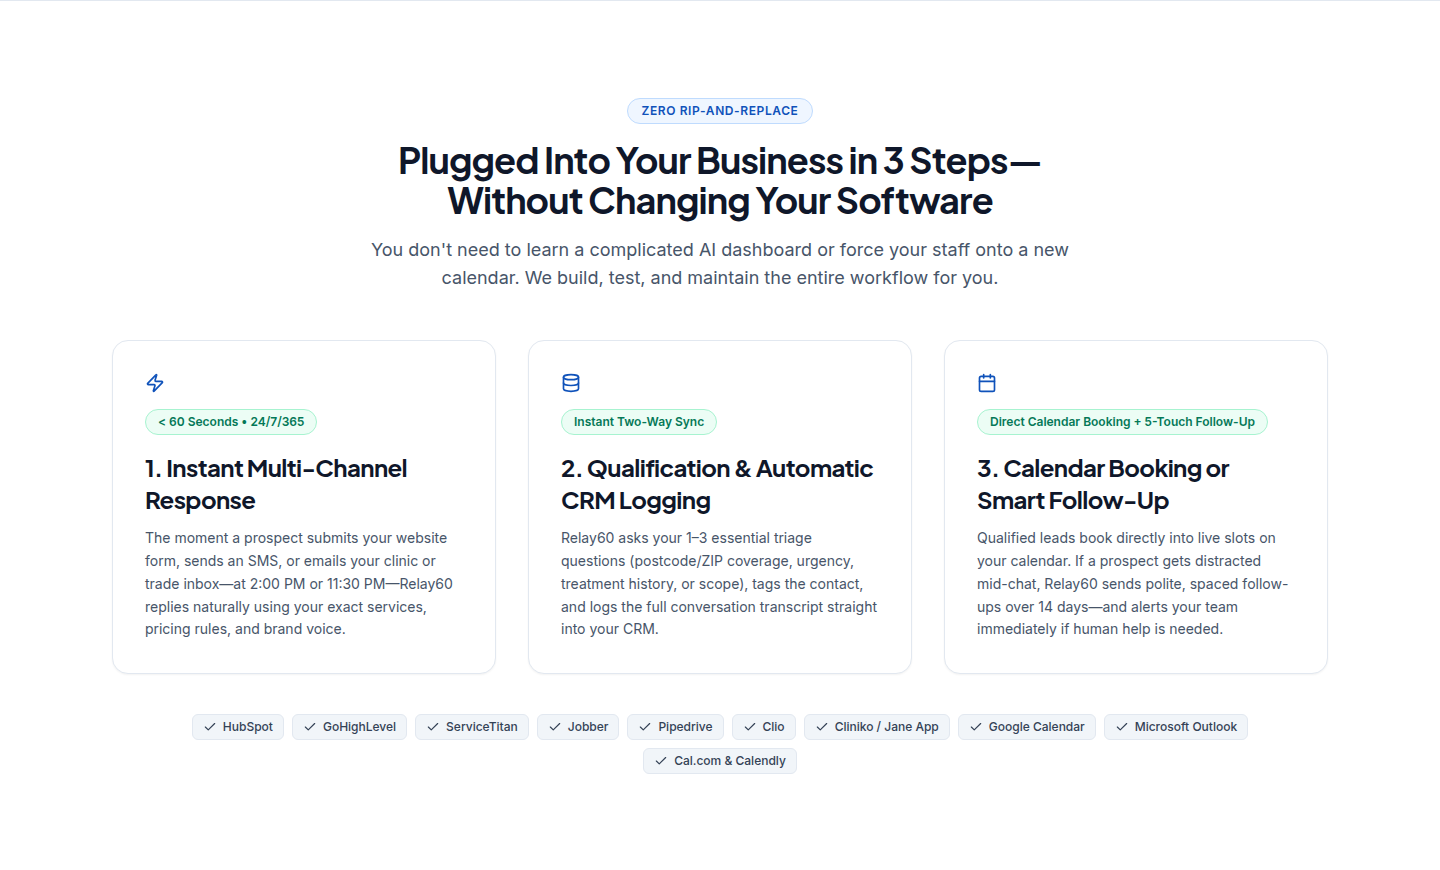 ZERO RIP-AND-REPLACE
Plugged Into Your Business in 3 Steps—
Without Changing Your Software
You don't need to learn a complicated AI dashboard or force your staff onto a new
calendar. We build, test, and maintain the entire workflow for you.
< 60 Seconds • 24/7/365
1. Instant Multi-Channel
Response
The moment a prospect submits your website
form, sends an SMS, or emails your clinic or
trade inbox—at 2:00 PM or 11:30 PM—Relay60
replies naturally using your exact services,
pricing rules, and brand voice.
Instant Two-Way Sync
2. Qualification & Automatic
CRM Logging
Relay60 asks your 1–3 essential triage
questions (postcode/ZIP coverage, urgency,
treatment history, or scope), tags the contact,
and logs the full conversation transcript straight
into your CRM.
Direct Calendar Booking + 5-Touch Follow-Up
3. Calendar Booking or
Smart Follow-Up
Qualified leads book directly into live slots on
your calendar. If a prospect gets distracted
mid-chat, Relay60 sends polite, spaced follow-
ups over 14 days—and alerts your team
immediately if human help is needed.
HubSpot GoHighLevel ServiceTitan Jobber Pipedrive Clio Cliniko / Jane App Google Calendar Microsoft Outlook
Cal.com & Calendly